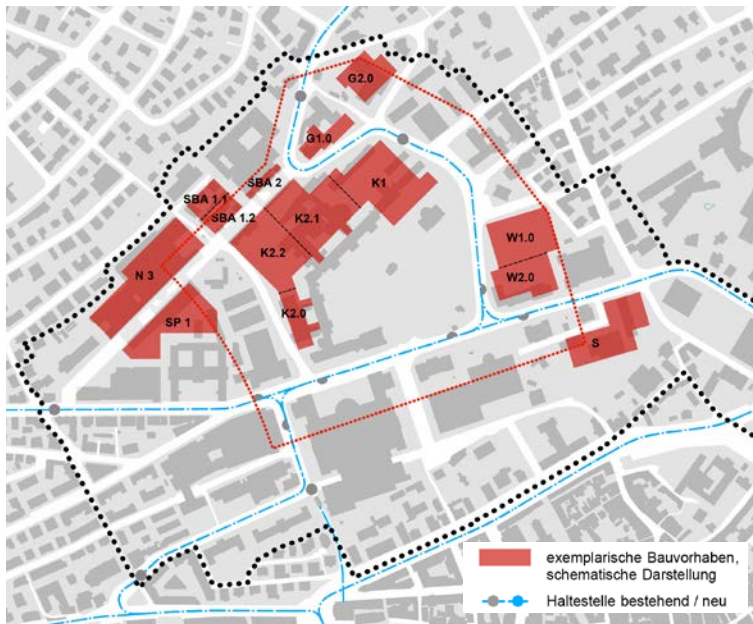 G2.0
G1.0
SBA 2
K1
SBA 1.1
SBA 1.2
K2.1
W1.0
K2.2
N 3
W2.0
K2.0
SP 1
S
exemplarische Bauvorhaben,
schematische Darstellung
Haltestelle bestehend / neu